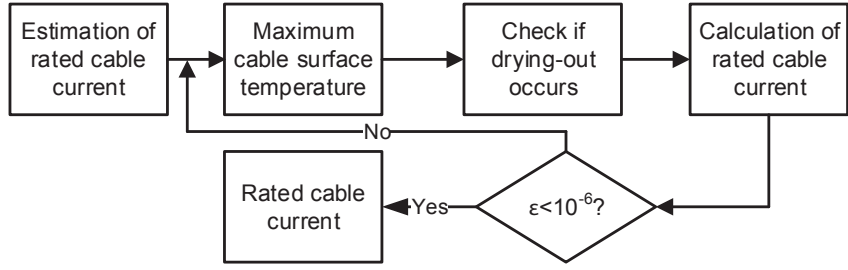 Estimation of
rated cable
current
Maximum
cable surface
temperature
Check if
drying-out
occurs
Calculation of
rated cable
current
No
Rated cable
current
Yes
ε<10⁻⁶?